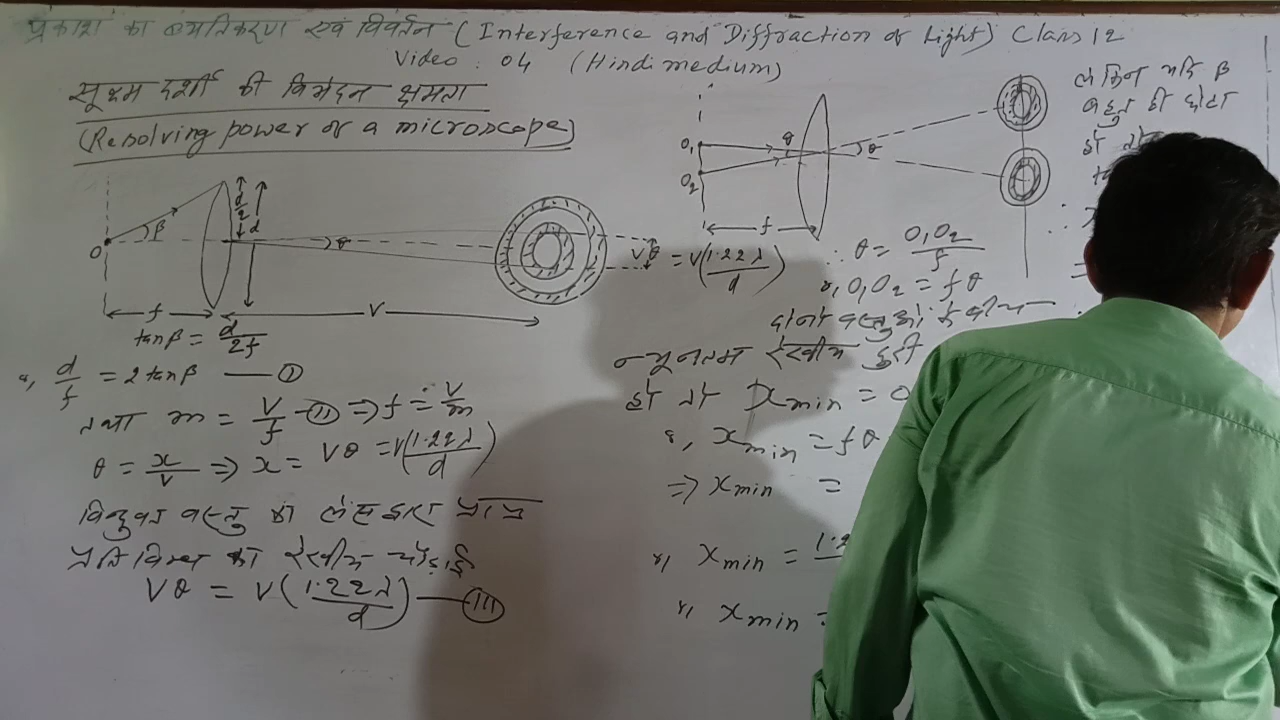 प्रकाश का व्यतिकरण एवं विवर्तन (Interference and Diffraction of Light) Class 12
Video : 04 (Hindi medium)
सूक्ष्म दर्शी की विभेदन क्षमता
(Resolving power of a microscope)
O β d/2 d θ Vθ = V(1.22λ/d)
f V
tanβ = d/2f
a, d/f = 2 tanβ — (I)
तथा m = V/f — (II) ⇒ f = V/m
θ = x/V ⇒ x = Vθ = V(1.22λ/d)
बिन्दुवत वस्तु का लेंस द्वारा प्राप्त
प्रतिबिम्ब का रेखीय चौड़ाई
Vθ = V(1.22λ/d) — (III)
O₁ θ θ
O₂
f
∴ θ = O₁O₂/f
a, O₁O₂ = fθ
दोनों वस्तुओं के बीच
न्यूनतम रेखीय दूरी
हो तो xmin = O
a, xmin = fθ
⇒ xmin =
a, xmin = 1.2
a, xmin =
लेकिन यदि β
बहुत ही छोटा
हो